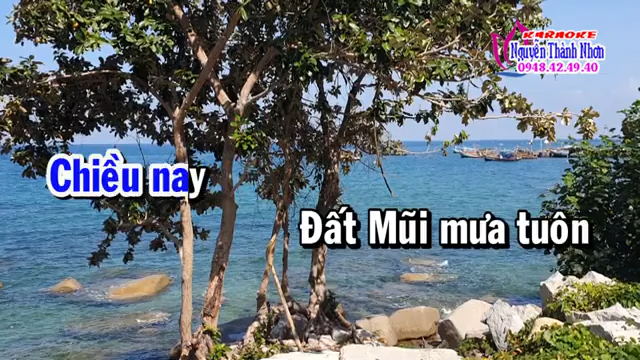 KARAOKE
Nguyễn Thành Nhơn
0948.42.49.40
Chiều nay
Đất Mũi mưa tuôn